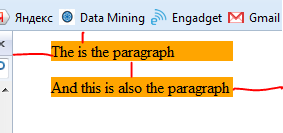 Яндекс Data Mining Engadget Gmail
The is the paragraph
And this is also the paragraph